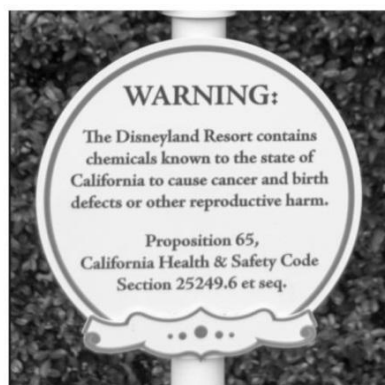 WARNING:
The Disneyland Resort contains
chemicals known to the state of
California to cause cancer and birth
defects or other reproductive harm.
Proposition 65,
California Health & Safety Code
Section 25249.6 et seq.